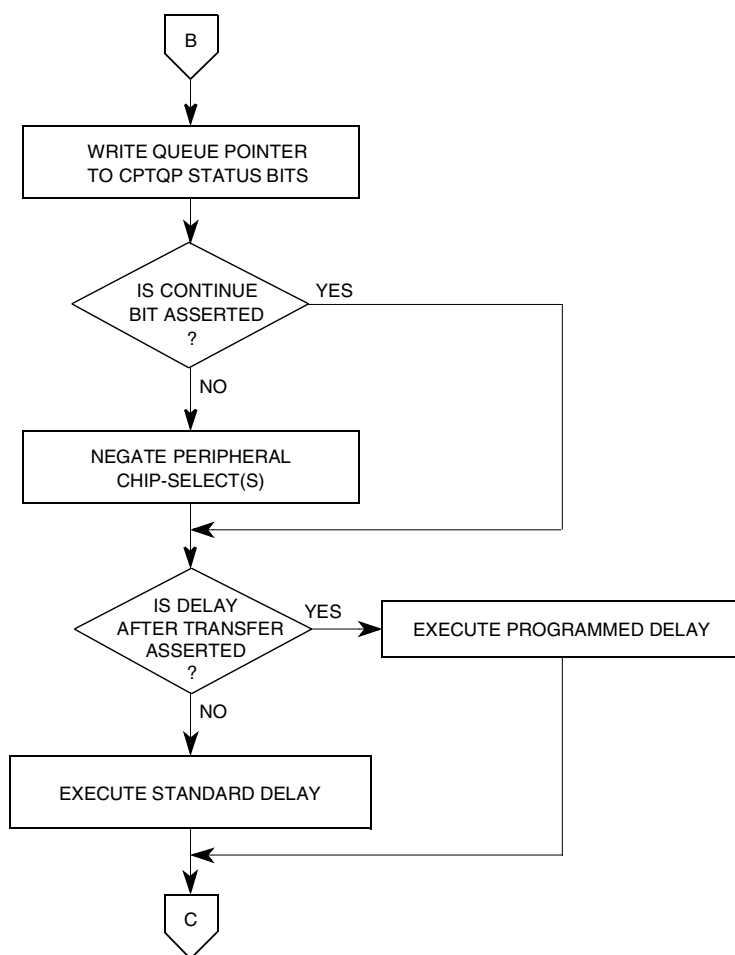 B
WRITE QUEUE POINTER
TO CPTQP STATUS BITS
IS CONTINUE
BIT ASSERTED
?
YES
NO
NEGATE PERIPHERAL
CHIP-SELECT(S)
IS DELAY
AFTER TRANSFER
ASSERTED
?
YES
EXECUTE PROGRAMMED DELAY
NO
EXECUTE STANDARD DELAY
C